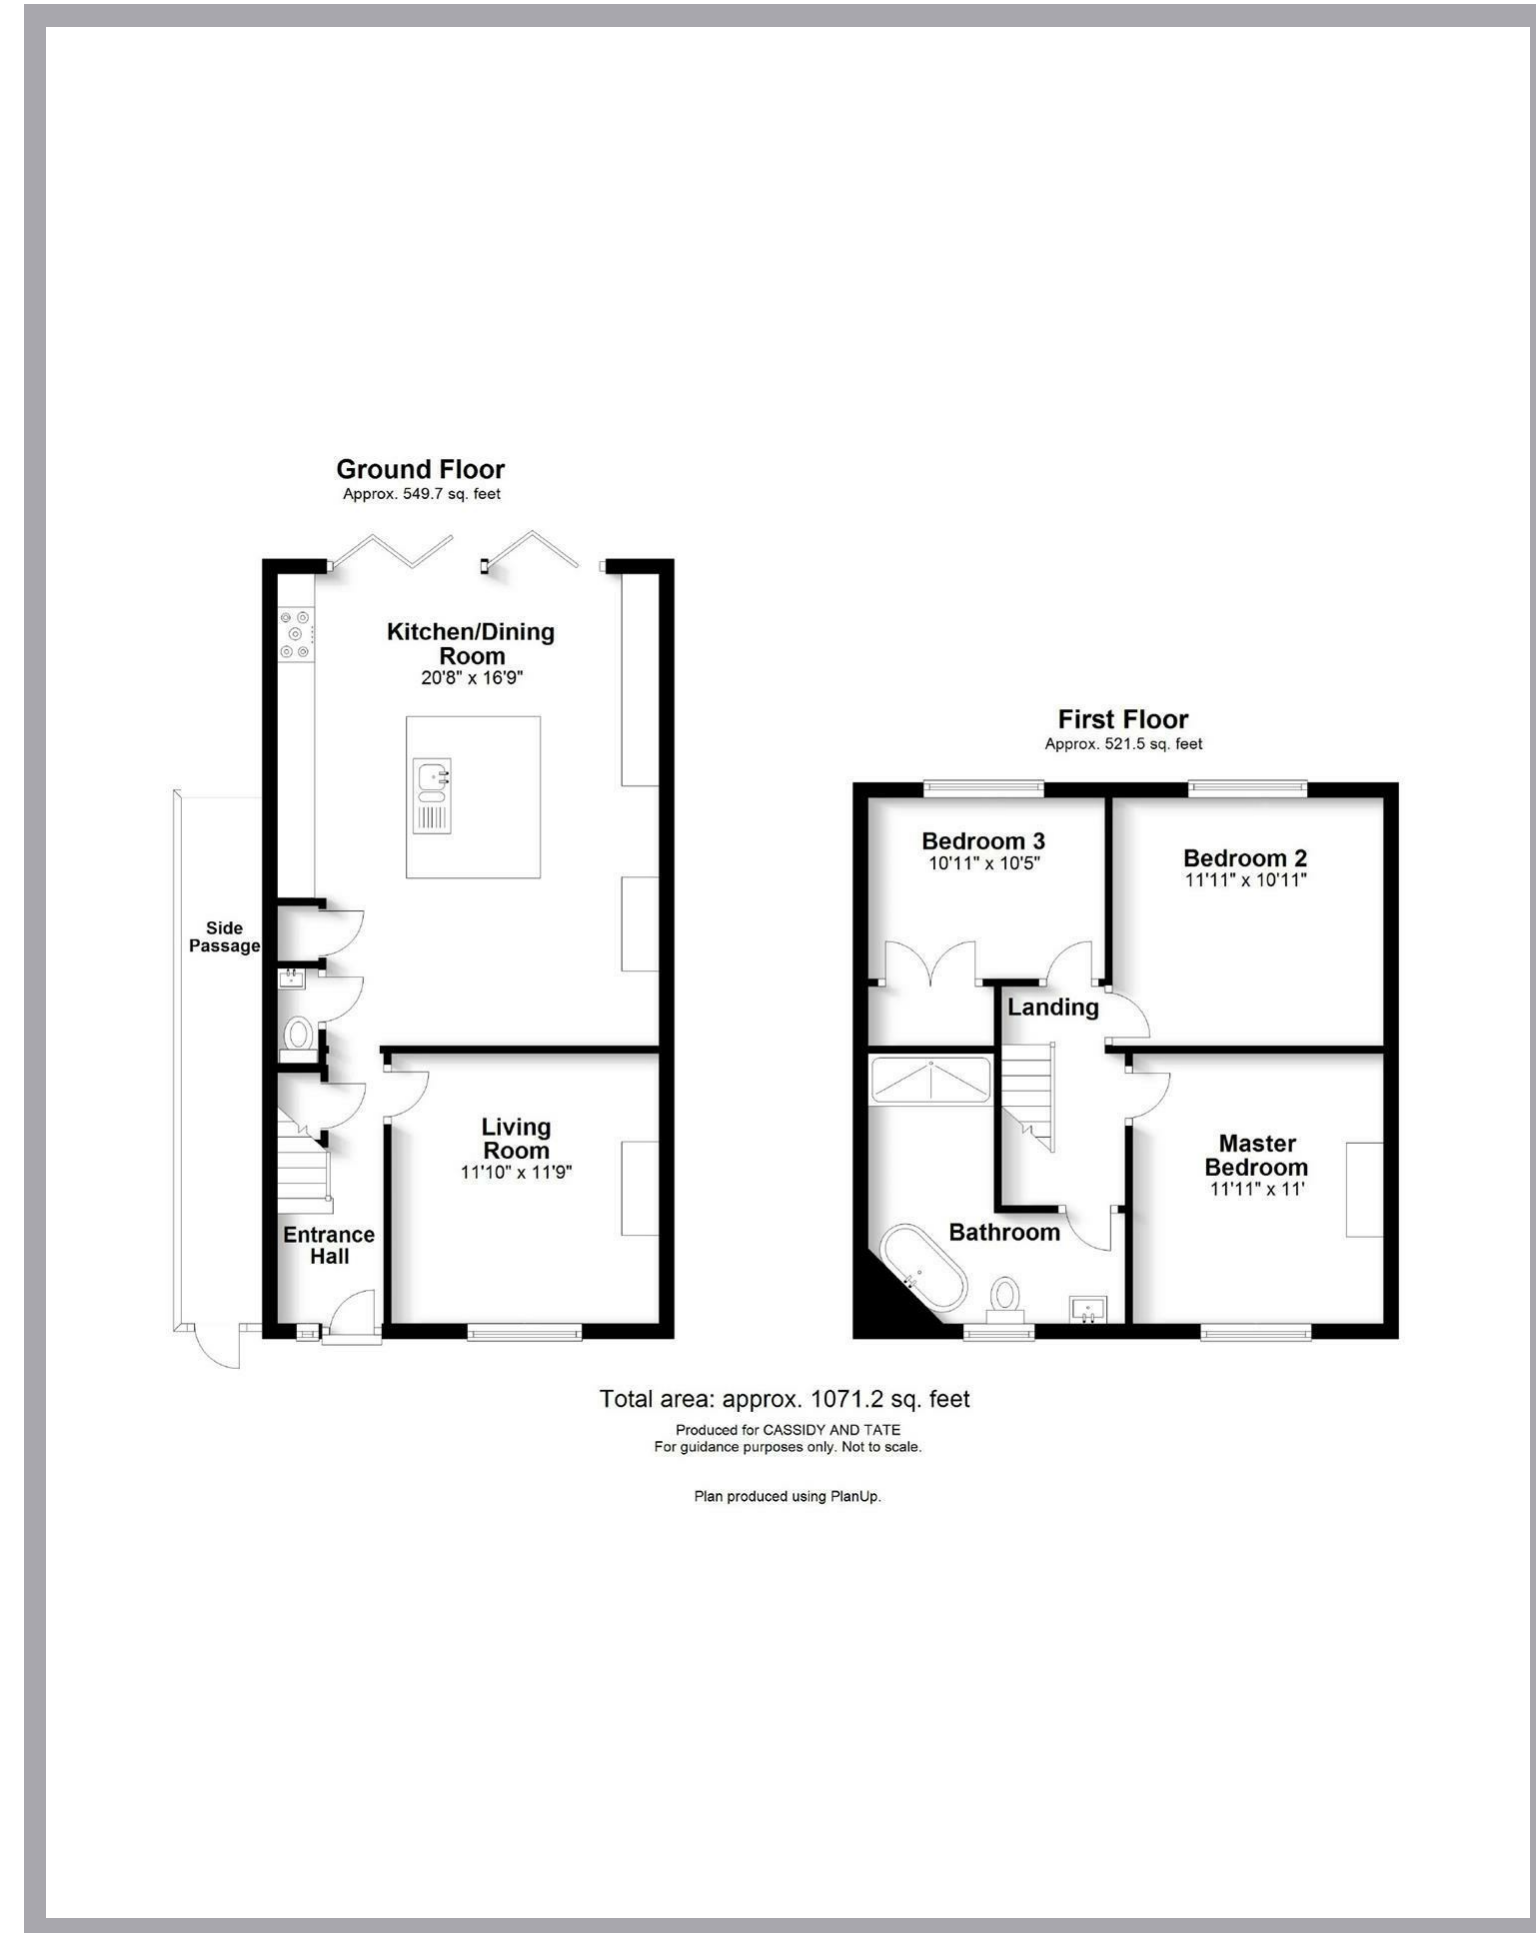 Ground Floor
Approx. 549.7 sq. feet
Kitchen/Dining
Room
20'8" x 16'9"
Side
Passage
Living
Room
11'10" x 11'9"
Entrance
Hall
First Floor
Approx. 521.5 sq. feet
Bedroom 3
10'11" x 10'5"
Bedroom 2
11'11" x 10'11"
Landing
Master
Bedroom
11'11" x 11'
Bathroom
Total area: approx. 1071.2 sq. feet
Produced for CASSIDY AND TATE
For guidance purposes only. Not to scale.
Plan produced using PlanUp.